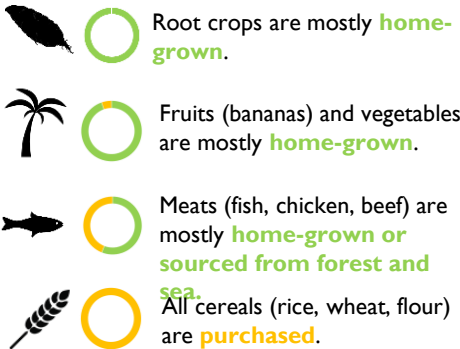 Root crops are mostly home-
grown.
Fruits (bananas) and vegetables
are mostly home-grown.
Meats (fish, chicken, beef) are
mostly home-grown or
sourced from forest and
sea.
All cereals (rice, wheat, flour)
are purchased.